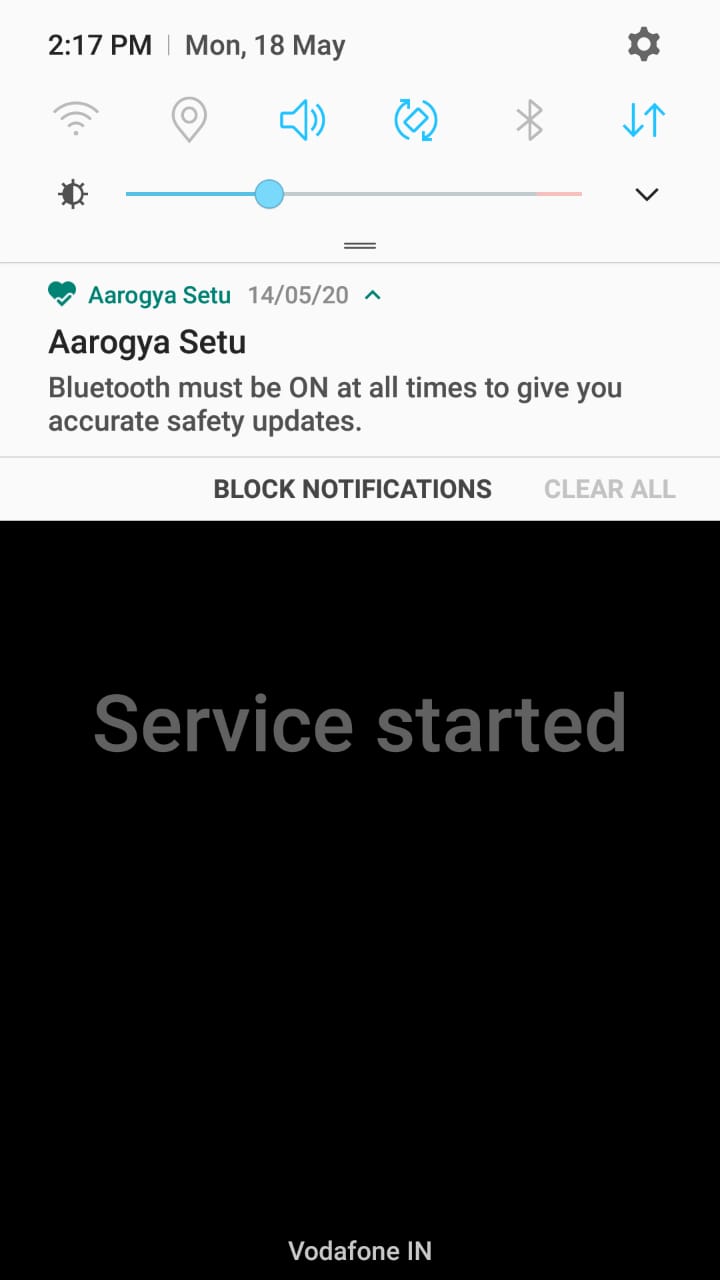 2:17 PM | Mon, 18 May
Aarogya Setu 14/05/20
Aarogya Setu
Bluetooth must be ON at all times to give you
accurate safety updates.
BLOCK NOTIFICATIONS CLEAR ALL
Service started
Vodafone IN